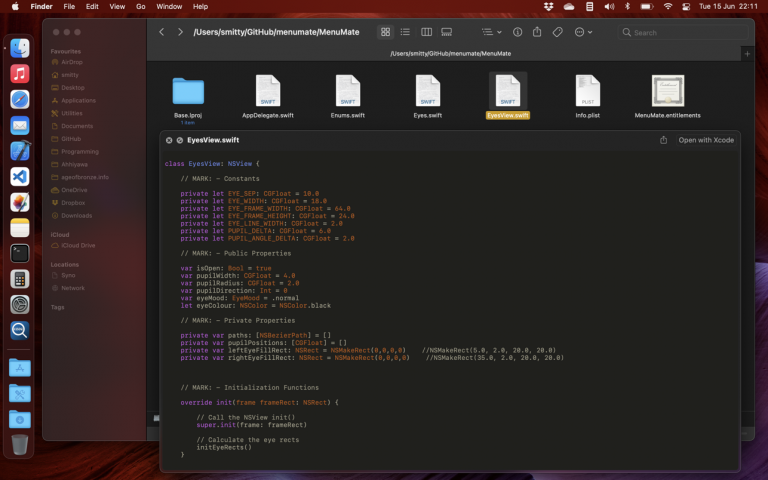 Finder File Edit View Go Window Help Tue 15 Jun 22:11
/Users/smitty/GitHub/menumate/MenuMate
Search
/Users/smitty/GitHub/menumate/MenuMate
Favourites
AirDrop
smitty
Desktop
Applications
Utilities
Documents
GitHub
Programming
Athiyawe
ageofbronze.info
OneDrive
Dropbox
Downloads
iCloud
iCloud Drive
Locations
Sync
Network
Tags
SWIFT SWIFT SWIFT SWIFT PLIST
Base.lproj AppDelegate.swift Enums.swift Eyes.swift EyesView.swift Info.plist MenuMate.entitlements
1 item
EyesView.swift Open with Xcode
class EyesView: NSView {
// MARK: - Constants
private let EYE_SEP: CGFloat = 10.0
private let EYE_WIDTH: CGFloat = 18.0
private let EYE_FRAME_WIDTH: CGFloat = 64.0
private let EYE_FRAME_HEIGHT: CGFloat = 24.0
private let EYE_LINE_WIDTH: CGFloat = 2.0
private let PUPIL_DELTA: CGFloat = 6.0
private let PUPIL_ANGLE_DELTA: CGFloat = 2.0
// MARK: - Public Properties
var isOpen: Bool = true
var pupilWidth: CGFloat = 4.0
var pupilRadius: CGFloat = 2.0
var pupilDirection: Int = 0
var eyeMood: EyeMood = .normal
let eyeColour: NSColor = NSColor.black
// MARK: - Private Properties
private var paths: [NSBezierPath] = []
private var pupilPositions: [CGFloat] = []
private var leftEyeFillRect: NSRect = NSMakeRect(0,0,0,0) //NSMakeRect(5.0, 2.0, 20.0, 20.0)
private var rightEyeFillRect: NSRect = NSMakeRect(0,0,0,0) //NSMakeRect(35.0, 2.0, 20.0, 20.0)
// MARK: - Initialization Functions
override init(frame frameRect: NSRect) {
// Call the NSView init()
super.init(frame: frameRect)
// Calculate the eye rects
initEyeRects()
}